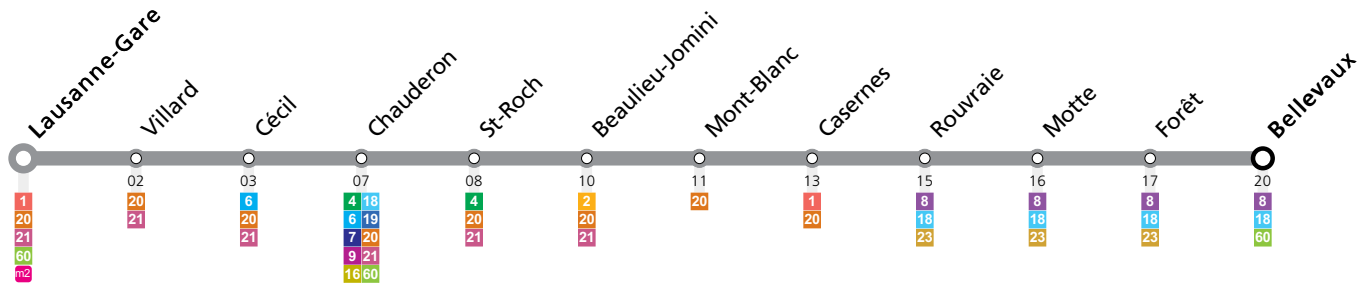 Lausanne-Gare
Villard
Cécil
Chauderon
St-Roch
Beaulieu-Jomini
Mont-Blanc
Casernes
Rouvraie
Motte
Forêt
Bellevaux
02 03 07 08 10 11 13 15 16 17 20
1 20 6 4 18 4 2 20 1 8 8 8 8
20 21 20 6 19 20 20 20 18 18 18 18
21 21 7 20 21 21 23 23 23 60
60 9 21
m2 16 60